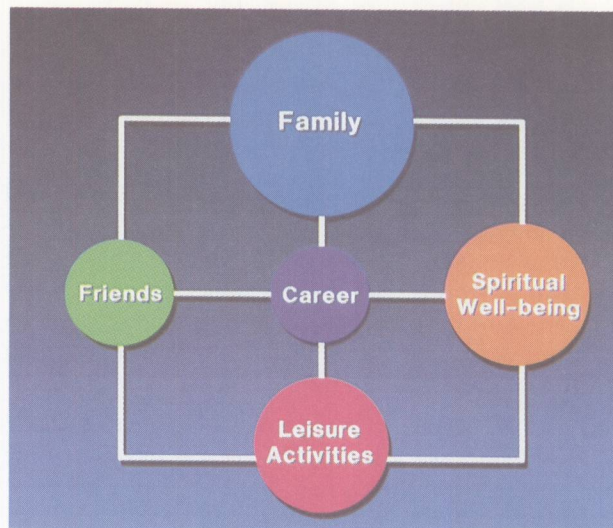 Family
Friends
Career
Spiritual
Well-being
Leisure
Activities